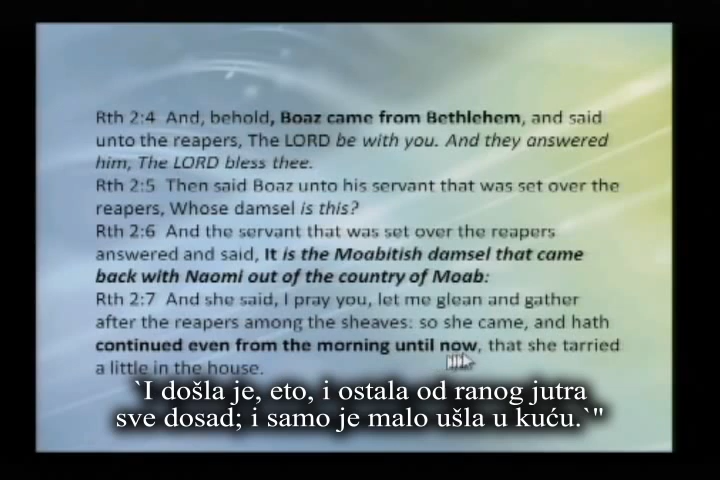 Rth 2:4 And, behold, Boaz came from Bethlehem, and said
unto the reapers, The LORD be with you. And they answered
him, The LORD bless thee.
Rth 2:5 Then said Boaz unto his servant that was set over the
reapers, Whose damsel is this?
Rth 2:6 And the servant that was set over the reapers
answered and said, It is the Moabitish damsel that came
back with Naomi out of the country of Moab:
Rth 2:7 And she said, I pray you, let me glean and gather
after the reapers among the sheaves: so she came, and hath
continued even from the morning until now, that she tarried
a little in the house.
`I došla je, eto, i ostala od ranog jutra
sve dosad; i samo je malo ušla u kuću.`"